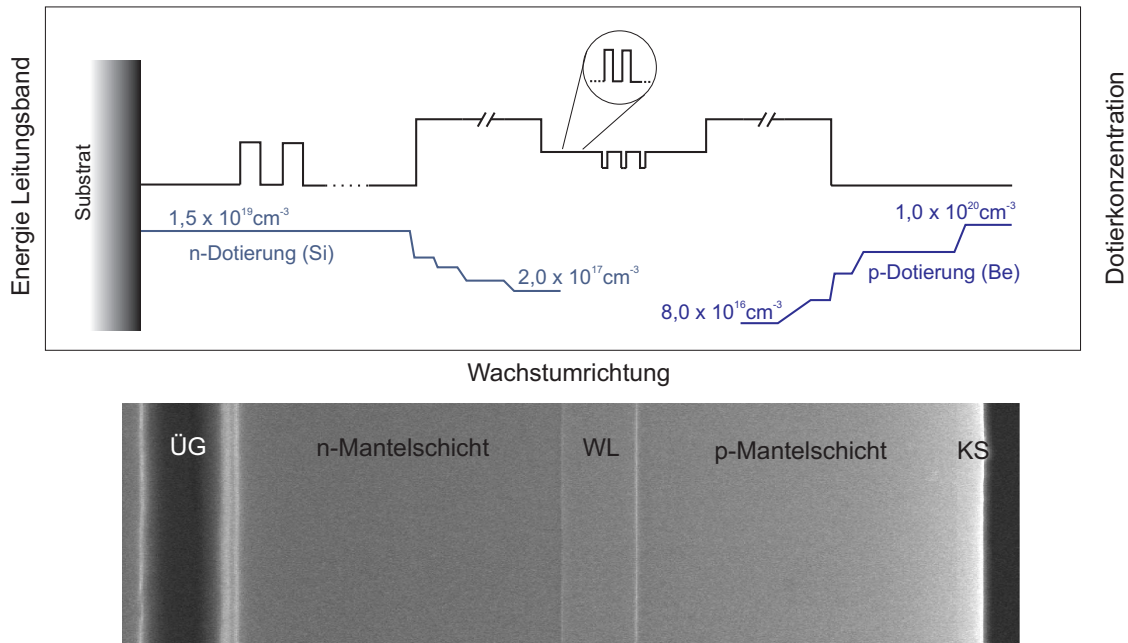 Energie Leitungsband
Substrat
1,5 x 10¹⁹cm⁻³
n-Dotierung (Si)
2,0 x 10¹⁷cm⁻³
8,0 x 10¹⁶cm⁻³
1,0 x 10²⁰cm⁻³
p-Dotierung (Be)
Dotierkonzentration
Wachstumrichtung
ÜG
n-Mantelschicht
WL
p-Mantelschicht
KS